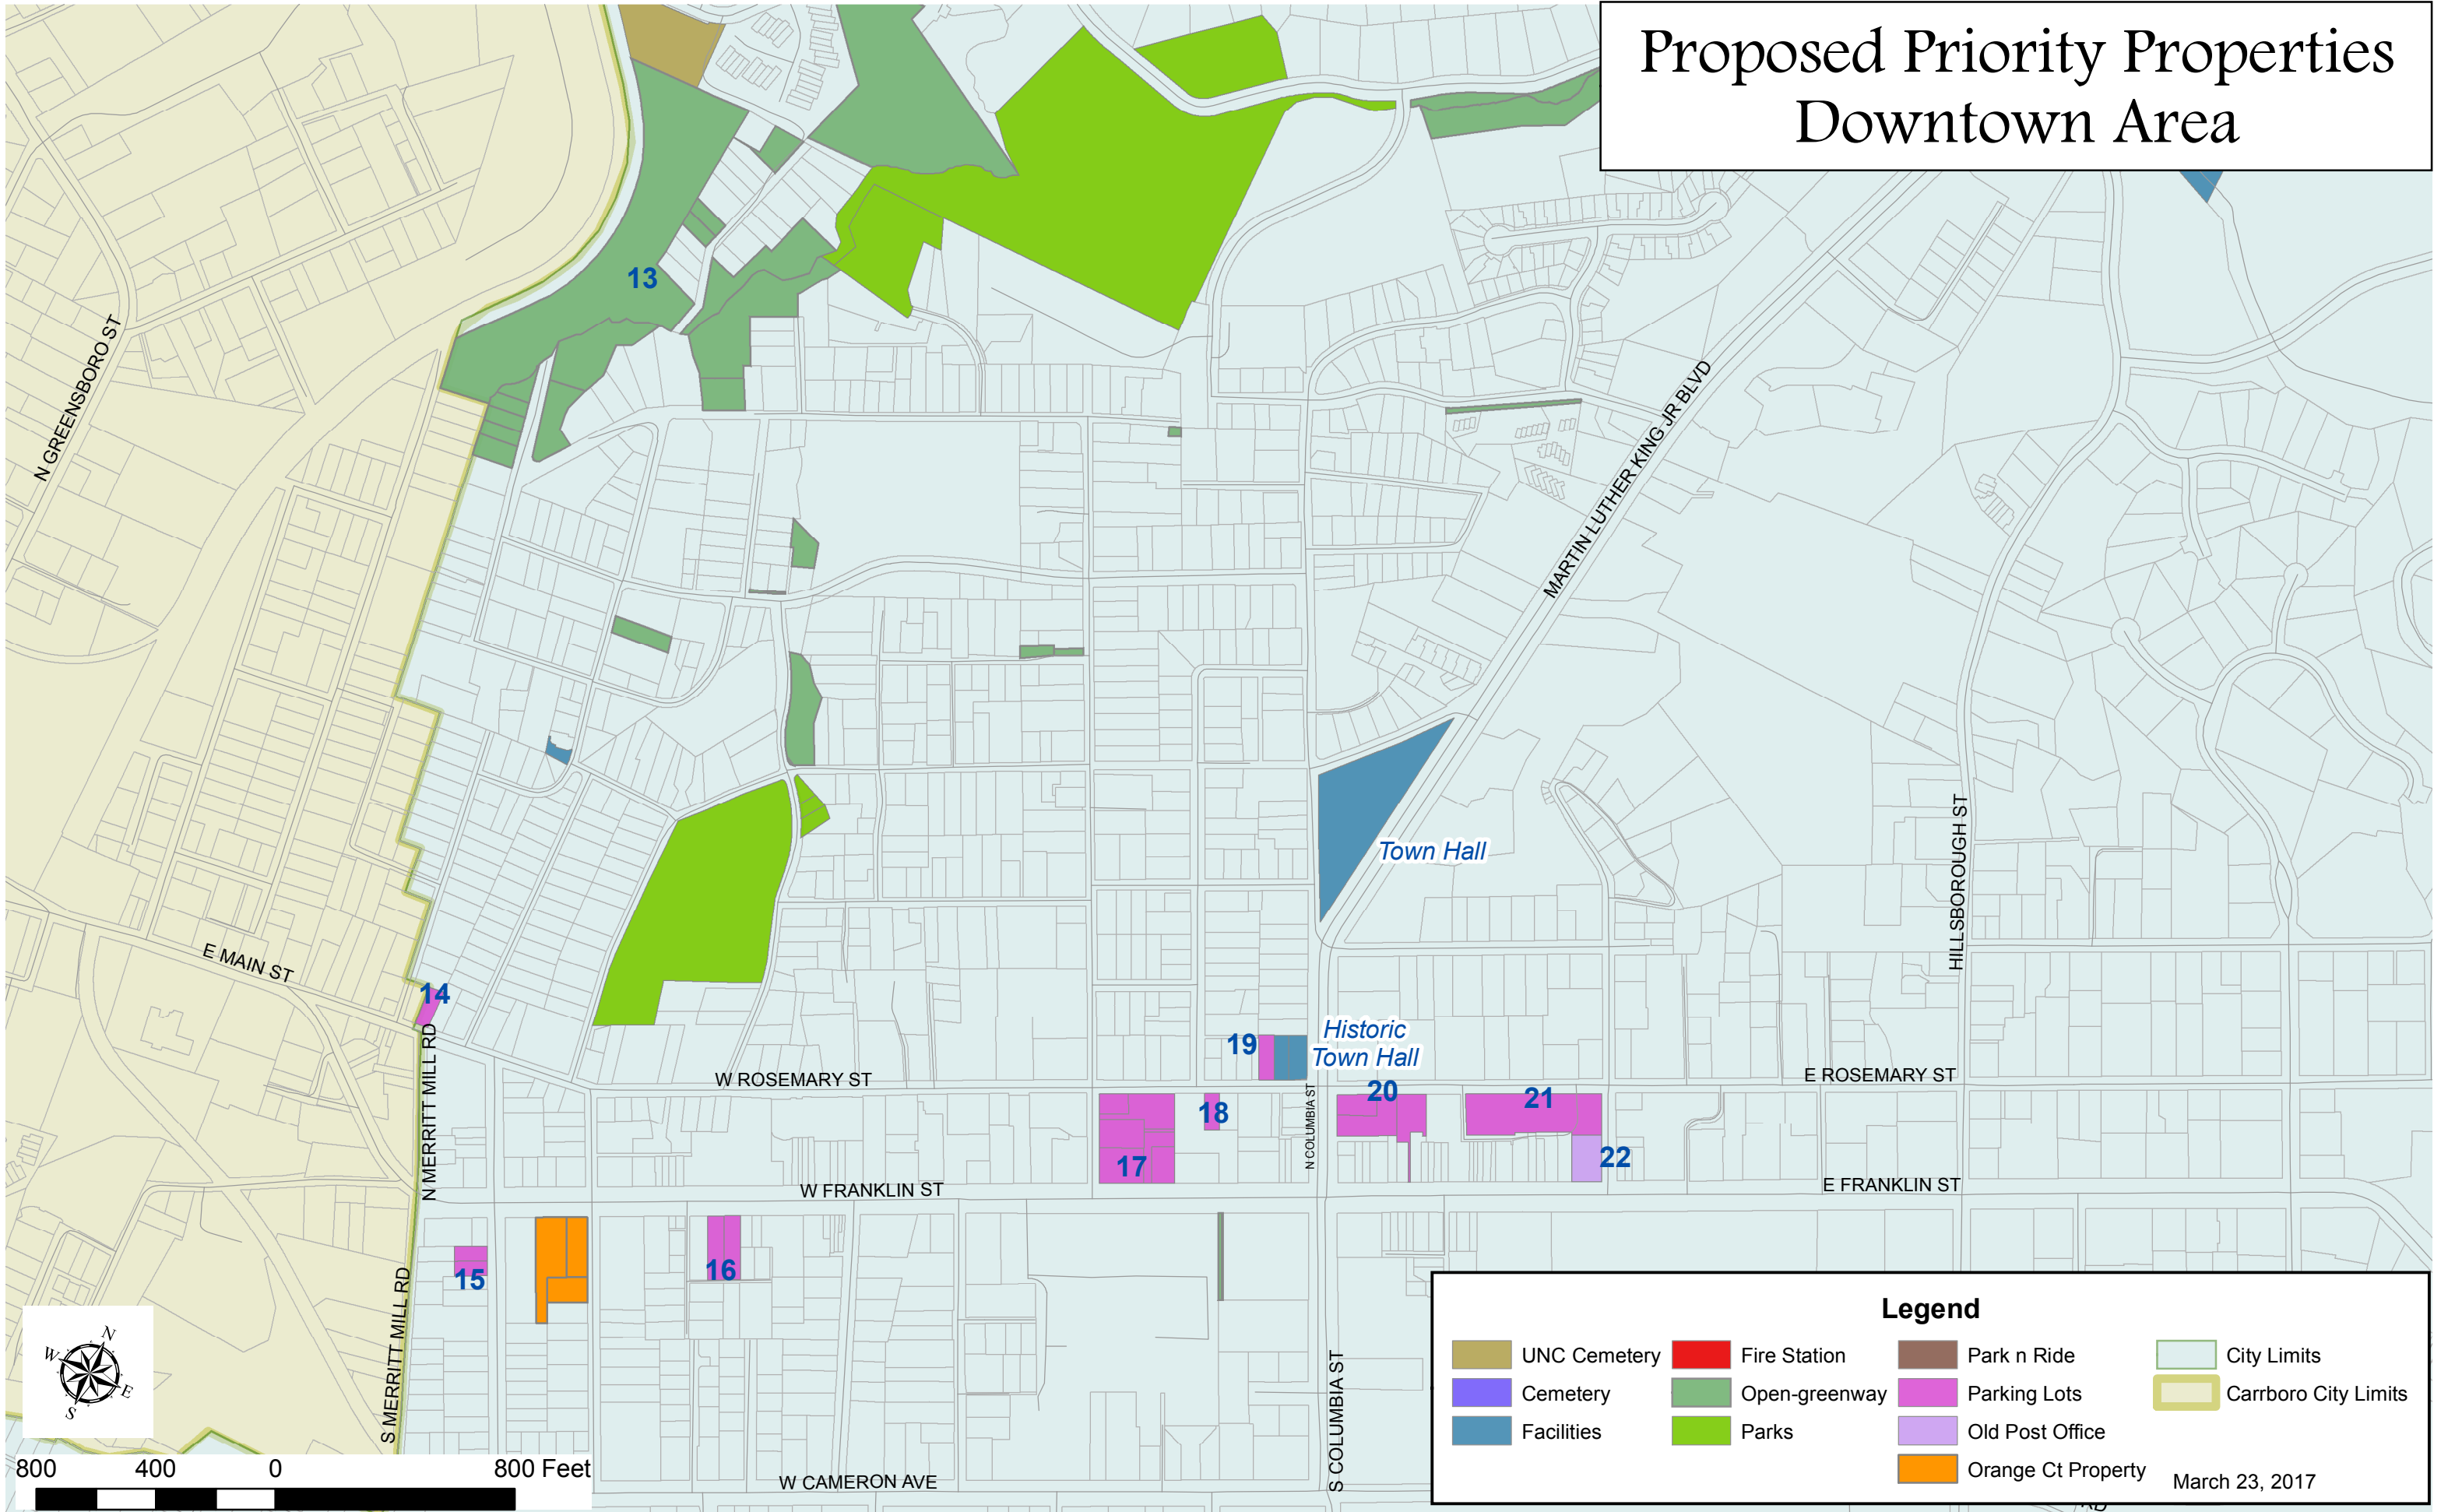 Proposed Priority Properties
Downtown Area
13
N GREENSBORO ST
MARTIN LUTHER KING JR BLVD
Town Hall
HILLSBOROUGH ST
E MAIN ST
14
Historic
Town Hall
19
N MERRITT MILL RD
W ROSEMARY ST
E ROSEMARY ST
20
21
18
N COLUMBIA ST
17
22
W FRANKLIN ST
E FRANKLIN ST
15
16
S MERRITT MILL RD
S COLUMBIA ST
W CAMERON AVE
N
W
E
S
800 400 0 800 Feet
Legend
UNC Cemetery
Cemetery
Facilities
Fire Station
Open-greenway
Parks
Park n Ride
Parking Lots
Old Post Office
Orange Ct Property
City Limits
Carrboro City Limits
March 23, 2017